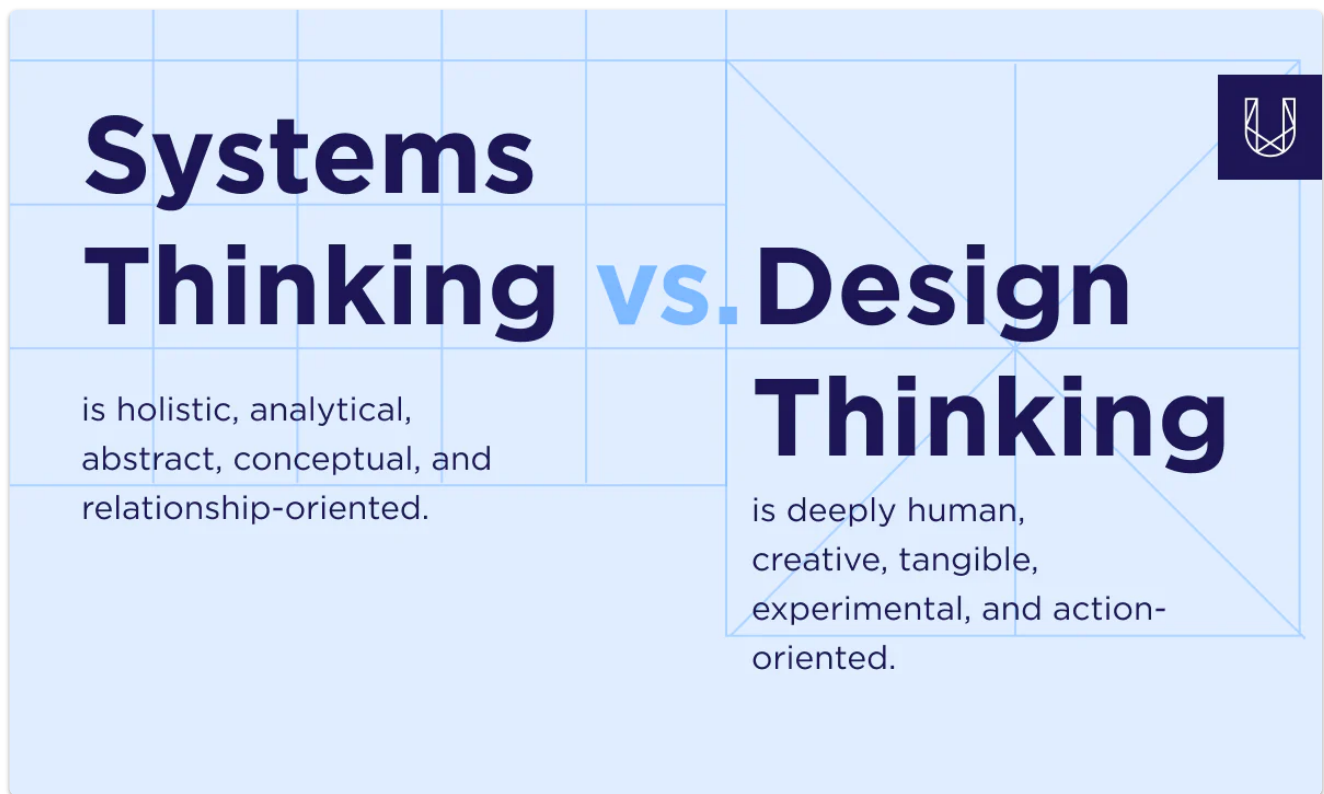 Systems
Thinking vs.
is holistic, analytical,
abstract, conceptual, and
relationship-oriented.
Design
Thinking
is deeply human,
creative, tangible,
experimental, and action-
oriented.
U